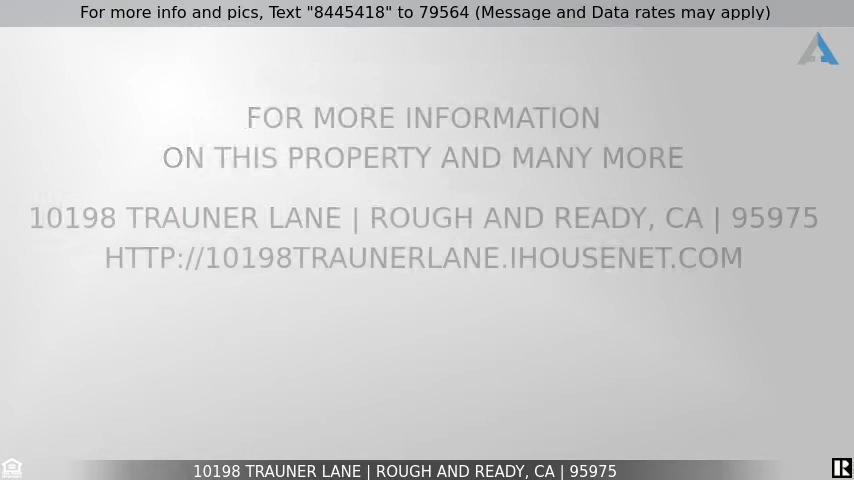 For more info and pics, Text "8445418" to 79564 (Message and Data rates may apply)
FOR MORE INFORMATION
ON THIS PROPERTY AND MANY MORE
10198 TRAUNER LANE | ROUGH AND READY, CA | 95975
HTTP://10198TRAUNERLANE.IHOUSENET.COM
10198 TRAUNER LANE | ROUGH AND READY, CA | 95975